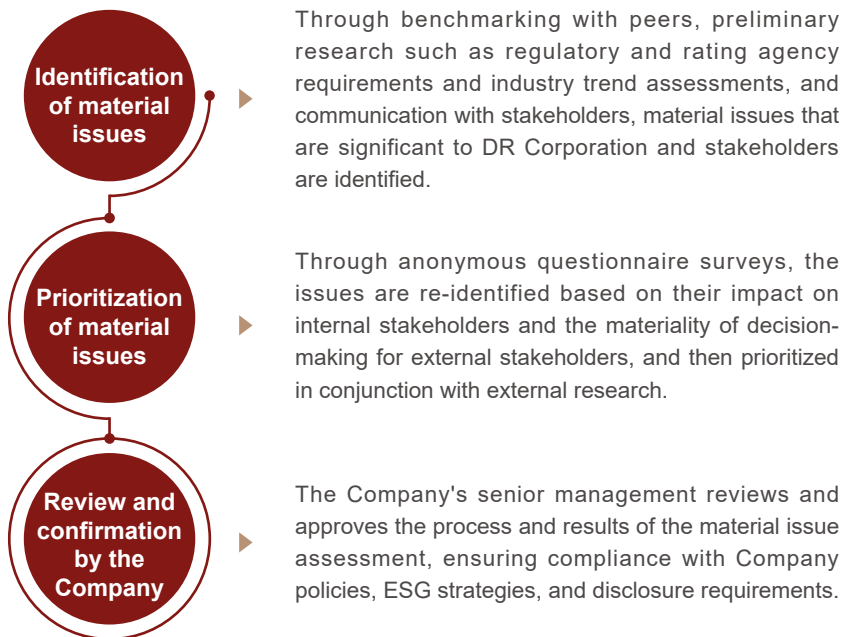 Identification
of material
issues
Through benchmarking with peers, preliminary
research such as regulatory and rating agency
requirements and industry trend assessments, and
communication with stakeholders, material issues that
are significant to DR Corporation and stakeholders
are identified.
Prioritization
of material
issues
Through anonymous questionnaire surveys, the
issues are re-identified based on their impact on
internal stakeholders and the materiality of decision-
making for external stakeholders, and then prioritized
in conjunction with external research.
Review and
confirmation
by the
Company
The Company's senior management reviews and
approves the process and results of the material issue
assessment, ensuring compliance with Company
policies, ESG strategies, and disclosure requirements.